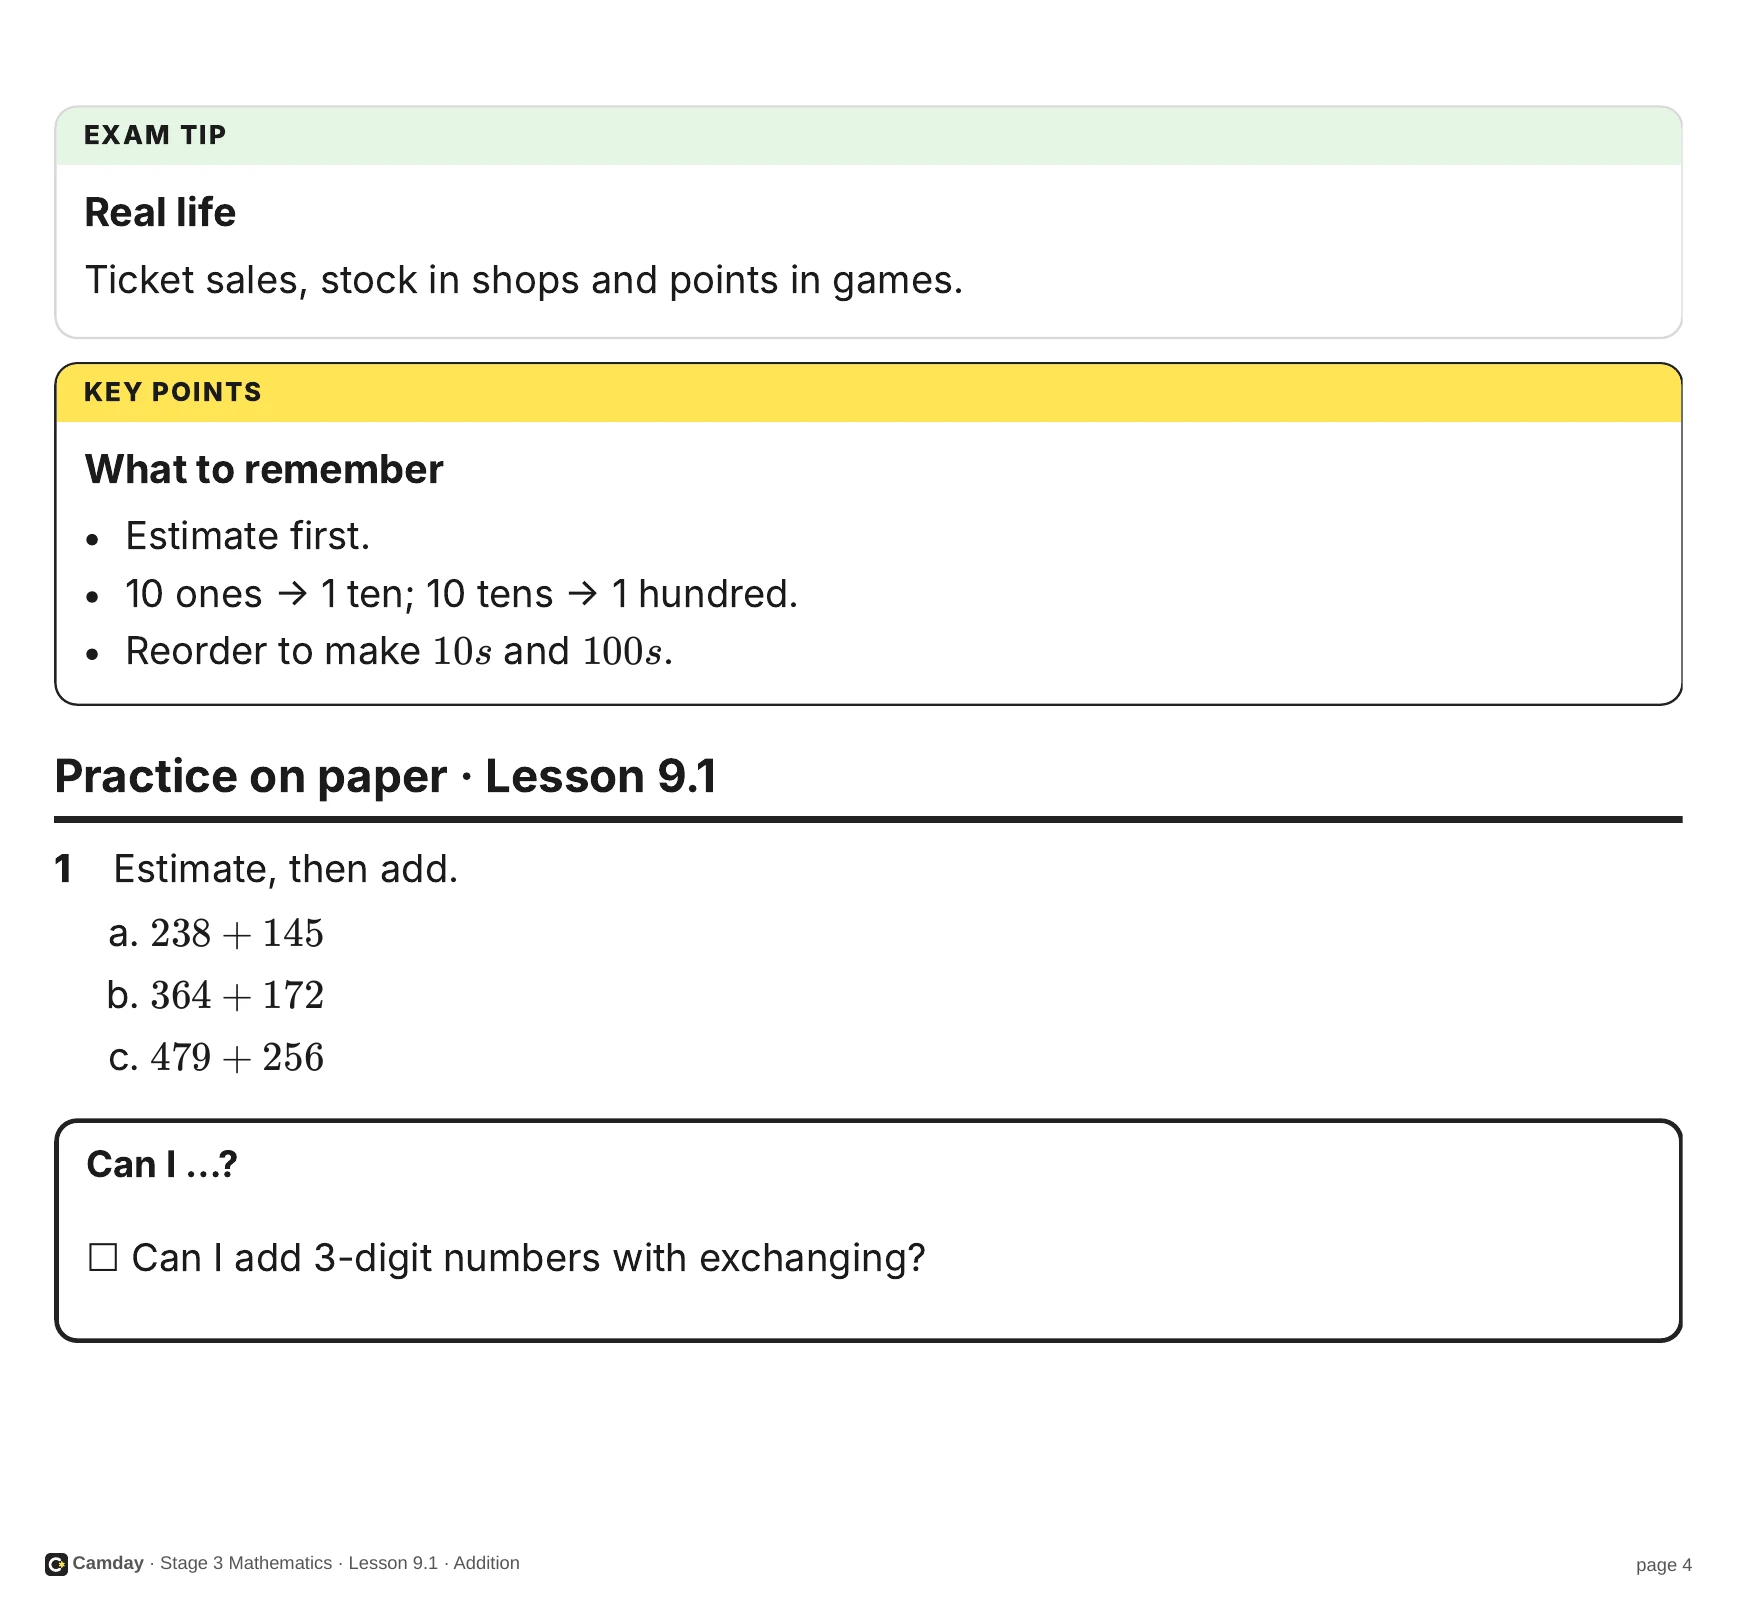 EXAM TIP
Real life
Ticket sales, stock in shops and points in games.
KEY POINTS
What to remember
• Estimate first.
• 10 ones → 1 ten; 10 tens → 1 hundred.
• Reorder to make 10s and 100s.
Practice on paper · Lesson 9.1
1 Estimate, then add.
a. 238 + 145
b. 364 + 172
c. 479 + 256
Can I …?
☐ Can I add 3-digit numbers with exchanging?
Camday · Stage 3 Mathematics · Lesson 9.1 · Addition
page 4